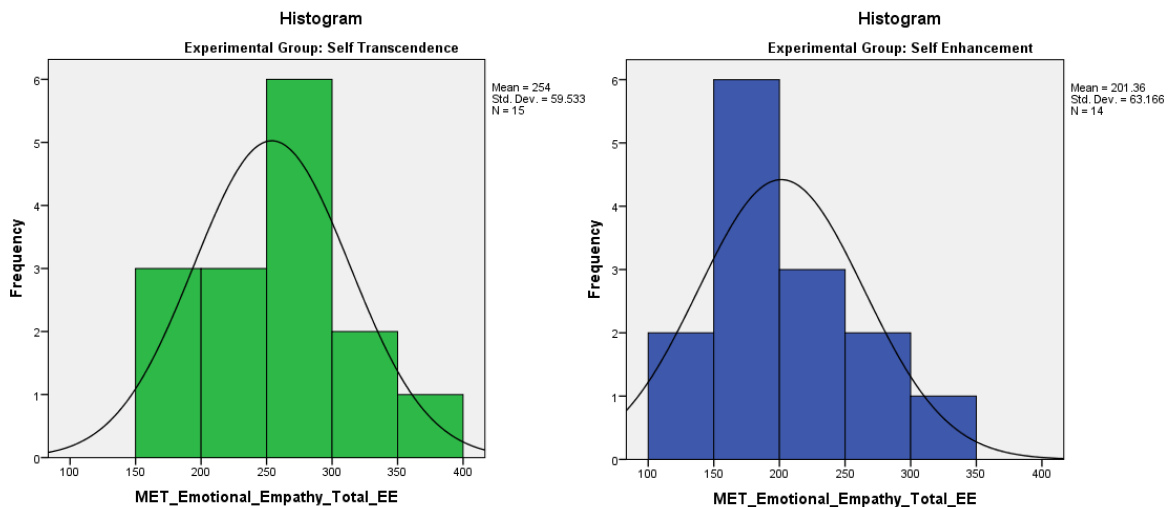 Histogram
Experimental Group: Self Transcendence
Mean = 254
Std. Dev. = 59.533
N = 15
Frequency
6
5
4
3
2
1
0
100 150 200 250 300 350 400
MET_Emotional_Empathy_Total_EE
Histogram
Experimental Group: Self Enhancement
Mean = 201.36
Std. Dev. = 63.166
N = 14
Frequency
6
5
4
3
2
1
0
100 150 200 250 300 350 400
MET_Emotional_Empathy_Total_EE